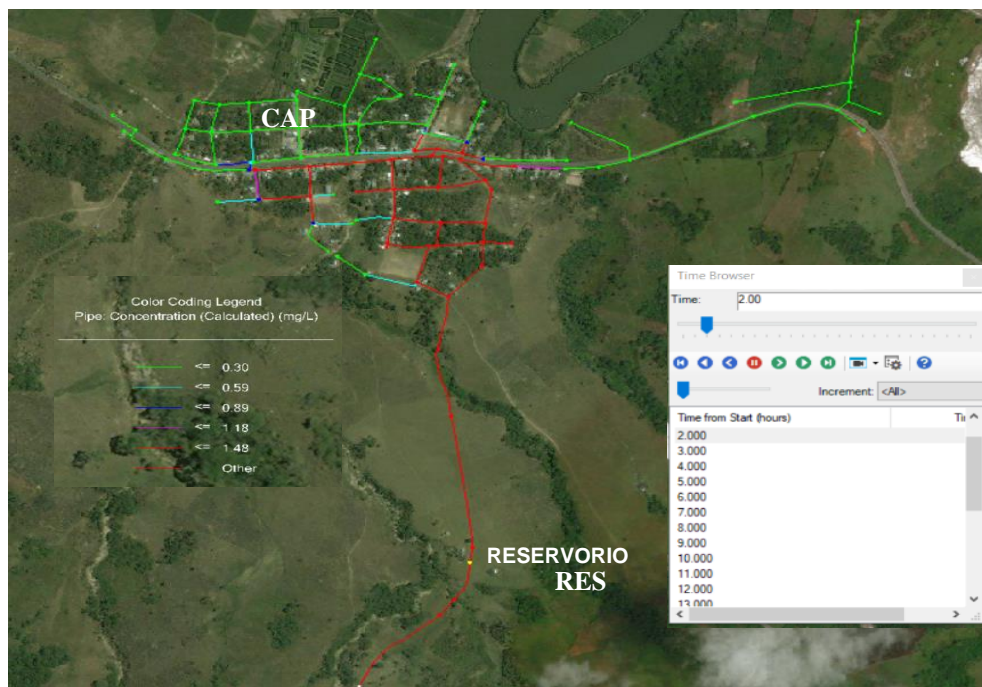 CAP
Color Coding Legend
Pipe: Concentration (Calculated) (mg/L)
<= 0.30
<= 0.59
<= 0.89
<= 1.18
<= 1.48
Other
Time Browser
Time: 2.00
Increment: <All>
Time from Start (hours) Ti
2.000
3.000
4.000
5.000
6.000
7.000
8.000
9.000
10.000
11.000
12.000
13.000
RESERVORIO
RES